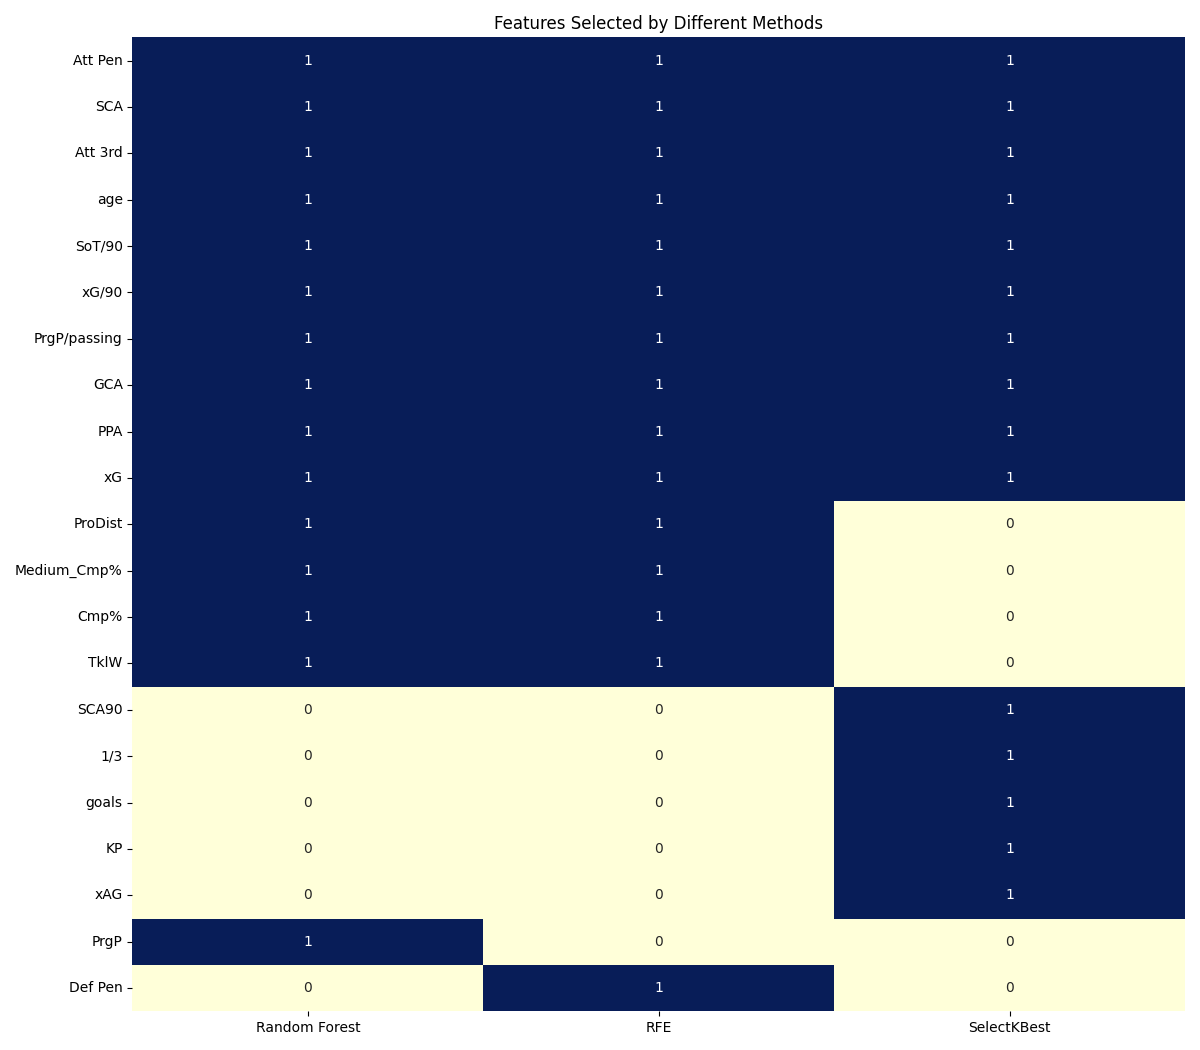 Features Selected by Different Methods
Att Pen 1 1 1
SCA 1 1 1
Att 3rd 1 1 1
age 1 1 1
SoT/90 1 1 1
xG/90 1 1 1
PrgP/passing 1 1 1
GCA 1 1 1
PPA 1 1 1
xG 1 1 1
ProDist 1 1 0
Medium_Cmp% 1 1 0
Cmp% 1 1 0
TklW 1 1 0
SCA90 0 0 1
1/3 0 0 1
goals 0 0 1
KP 0 0 1
xAG 0 0 1
PrgP 1 0 0
Def Pen 0 1 0
Random Forest RFE SelectKBest